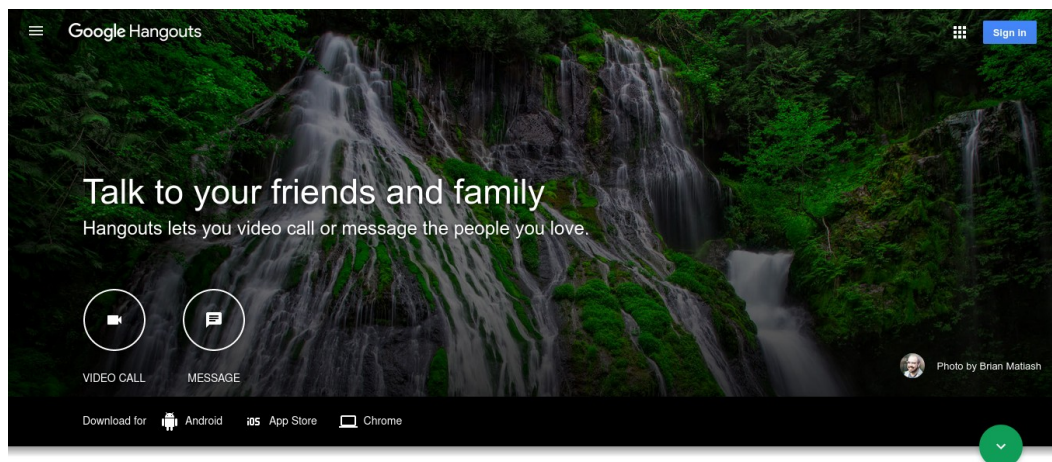 Google Hangouts
Sign in
Talk to your friends and family
Hangouts lets you video call or message the people you love.
VIDEO CALL
MESSAGE
Photo by Brian Matiash
Download for Android iOS App Store Chrome